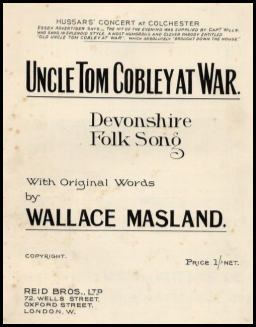 HUSSARS' CONCERT AT COLCHESTER
ESSEX ADVERTISER SAYS... THE HIT OF THE EVENING WAS SUPPLIED BY CAPT WILLS
WHO SANG IN SPLENDID STYLE, A MOST HUMOROUS AND CLEVER PARODY ENTITLED
"OLD UNCLE TOM COBLEY AT WAR", WHICH ABSOLUTELY "BROUGHT DOWN THE HOUSE"
UNCLE TOM COBLEY AT WAR.
Devonshire
Folk Song
With Original Words
by
WALLACE MASLAND.
COPYRIGHT.
PRICE 1/- NET.
REID BROS., LTD
72, WELLS STREET,
OXFORD STREET,
LONDON, W.